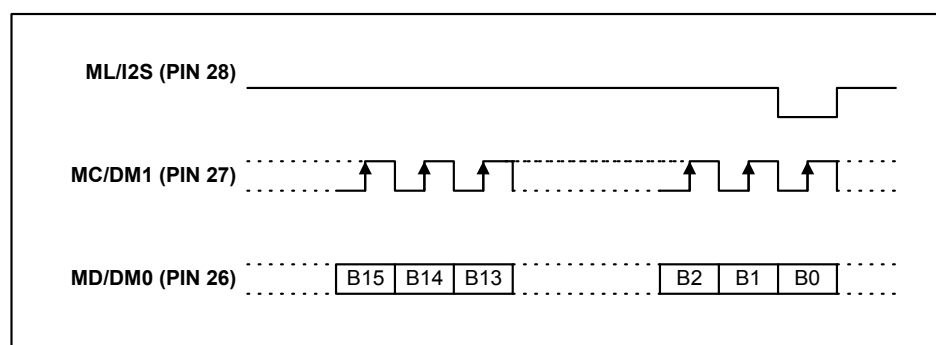 ML/I2S (PIN 28)
MC/DM1 (PIN 27)
MD/DM0 (PIN 26) B15 B14 B13 B2 B1 B0